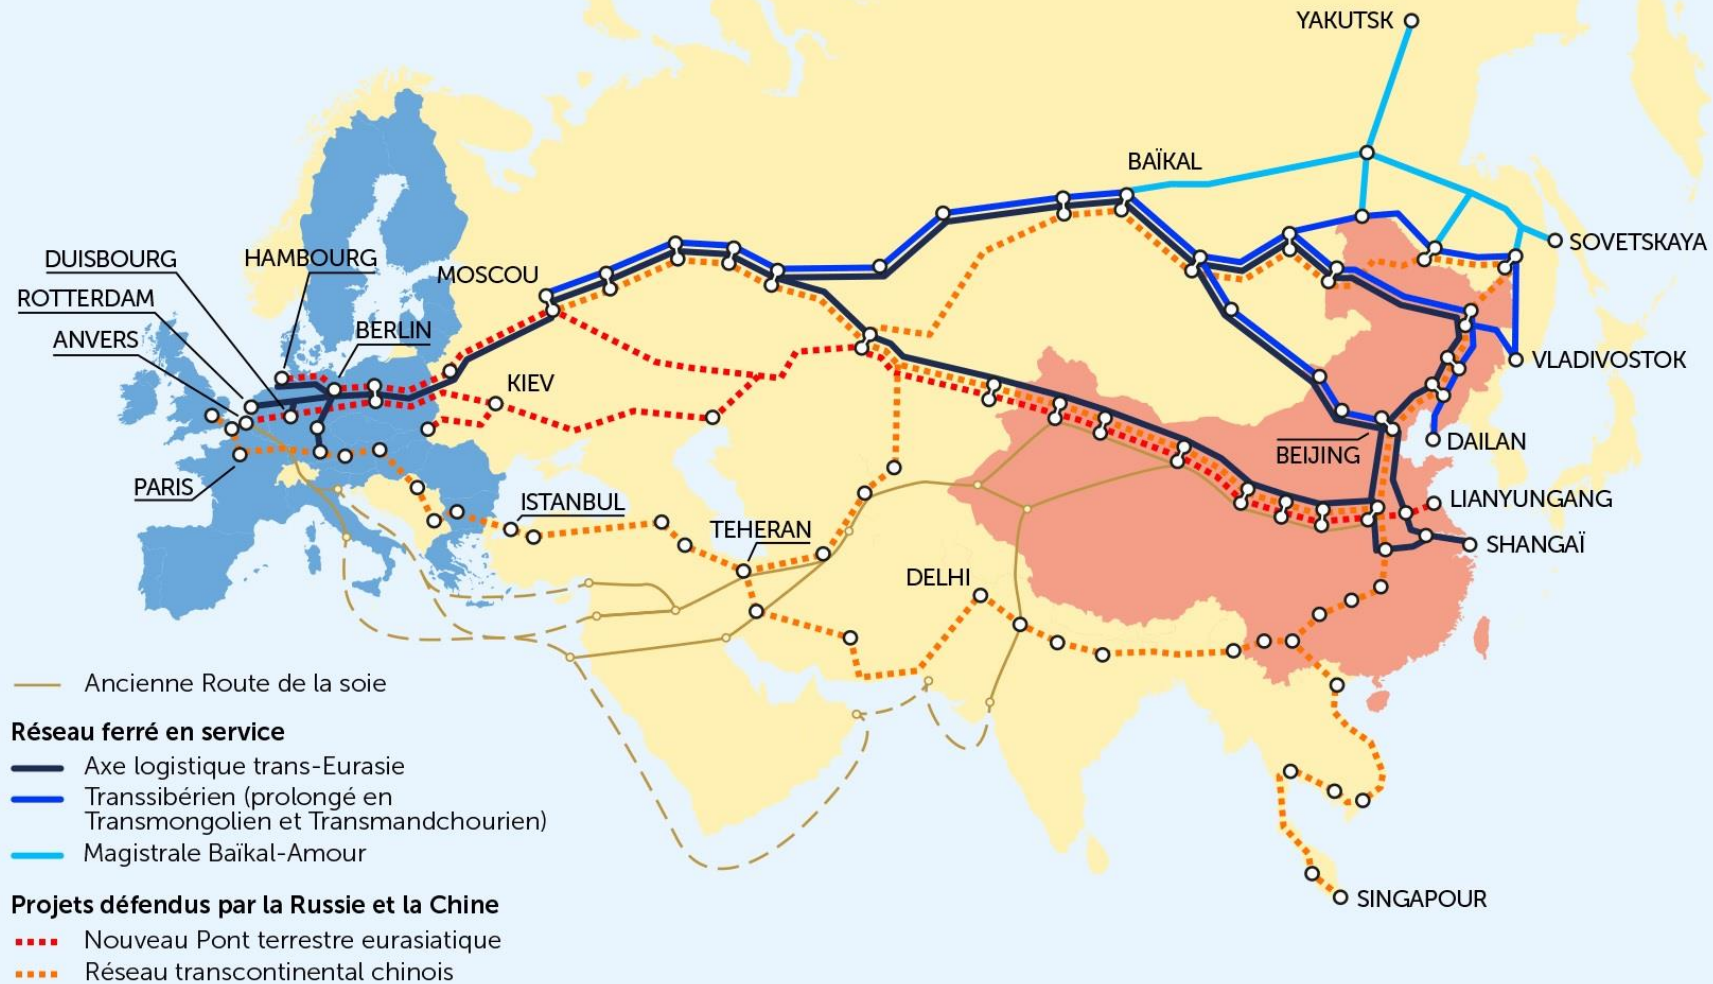 YAKUTSK
BAÏKAL
SOVETSKAYA
DUISBOURG
HAMBOURG
MOSCOU
ROTTERDAM
BERLIN
ANVERS
VLADIVOSTOK
KIEV
DAILAN
BEIJING
PARIS
ISTANBUL
LIANYUNGANG
TEHERAN
SHANGAÏ
DELHI
Ancienne Route de la soie
Réseau ferré en service
Axe logistique trans-Eurasie
Transsibérien (prolongé en
Transmongolien et Transmandchourien)
Magistrale Baïkal-Amour
SINGAPOUR
Projets défendus par la Russie et la Chine
Nouveau Pont terrestre eurasiatique
Réseau transcontinental chinois